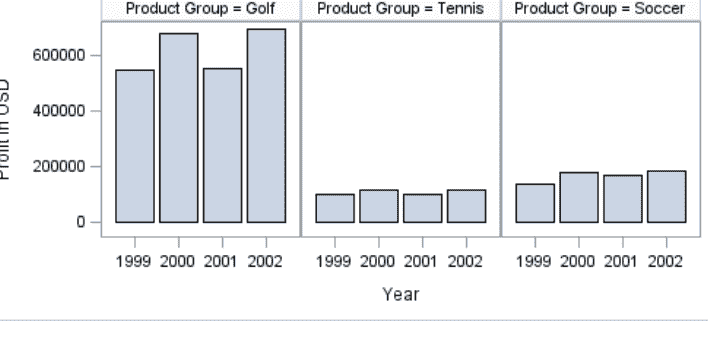 Product Group = Golf
Product Group = Tennis
Product Group = Soccer
600000
400000
200000
0
Profit in USD
1999 2000 2001 2002
1999 2000 2001 2002
1999 2000 2001 2002
Year